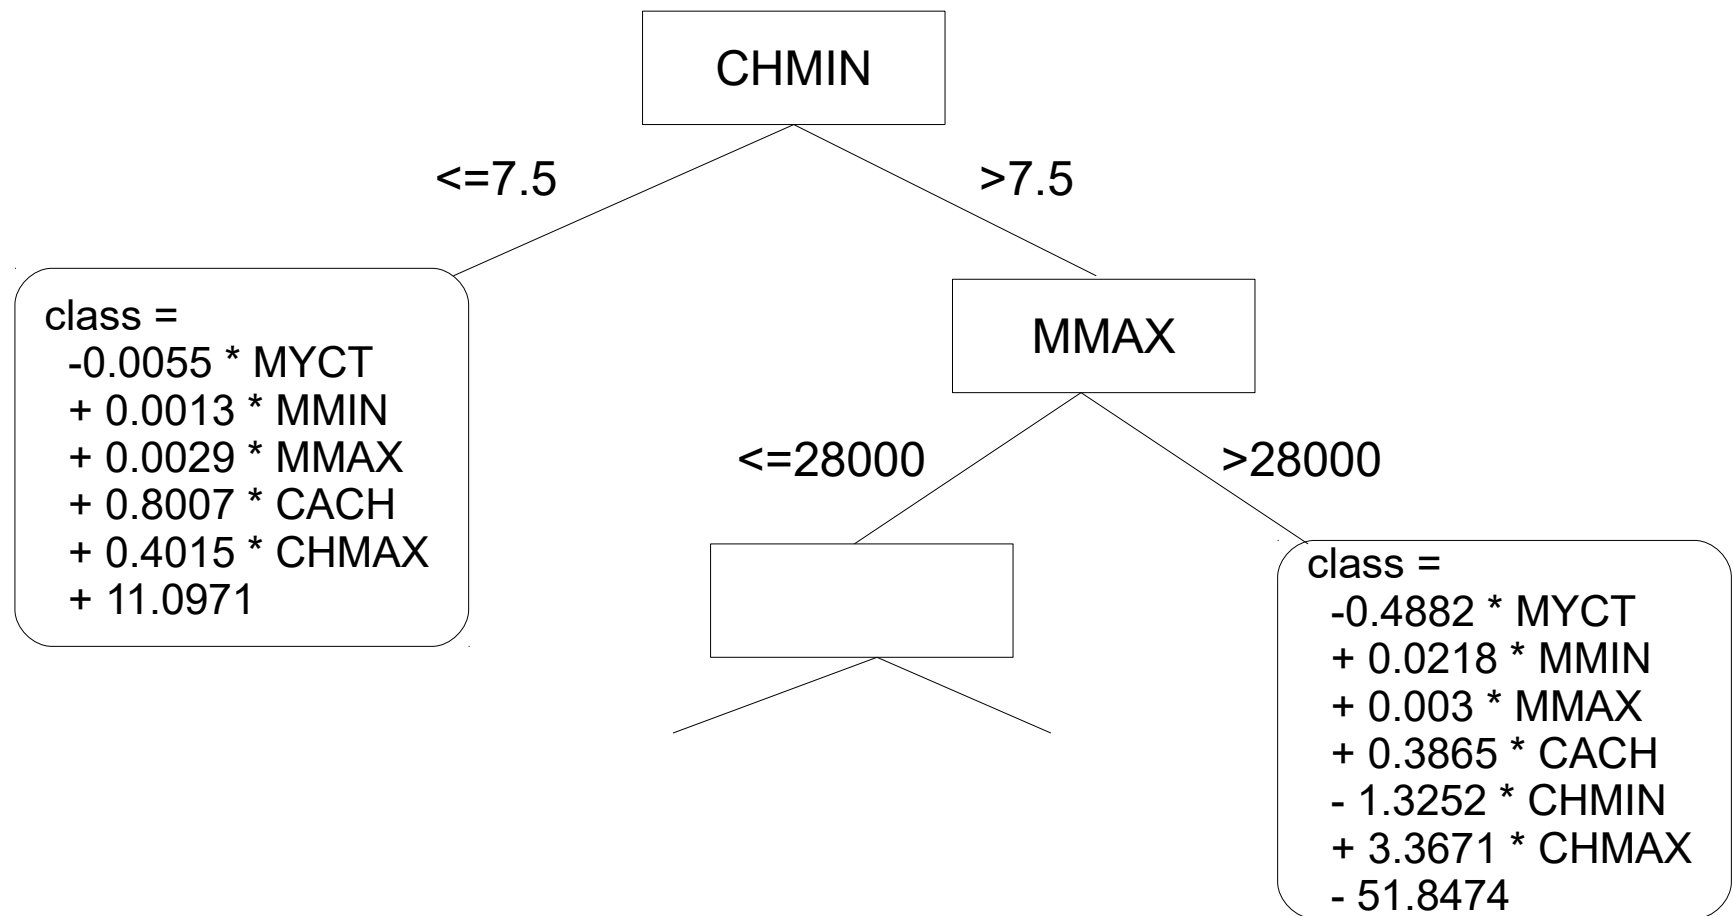 CHMIN
<=7.5
>7.5
class =
-0.0055 * MYCT
+ 0.0013 * MMIN
+ 0.0029 * MMAX
+ 0.8007 * CACH
+ 0.4015 * CHMAX
+ 11.0971
MMAX
<=28000
>28000
class =
-0.4882 * MYCT
+ 0.0218 * MMIN
+ 0.003 * MMAX
+ 0.3865 * CACH
- 1.3252 * CHMIN
+ 3.3671 * CHMAX
- 51.8474